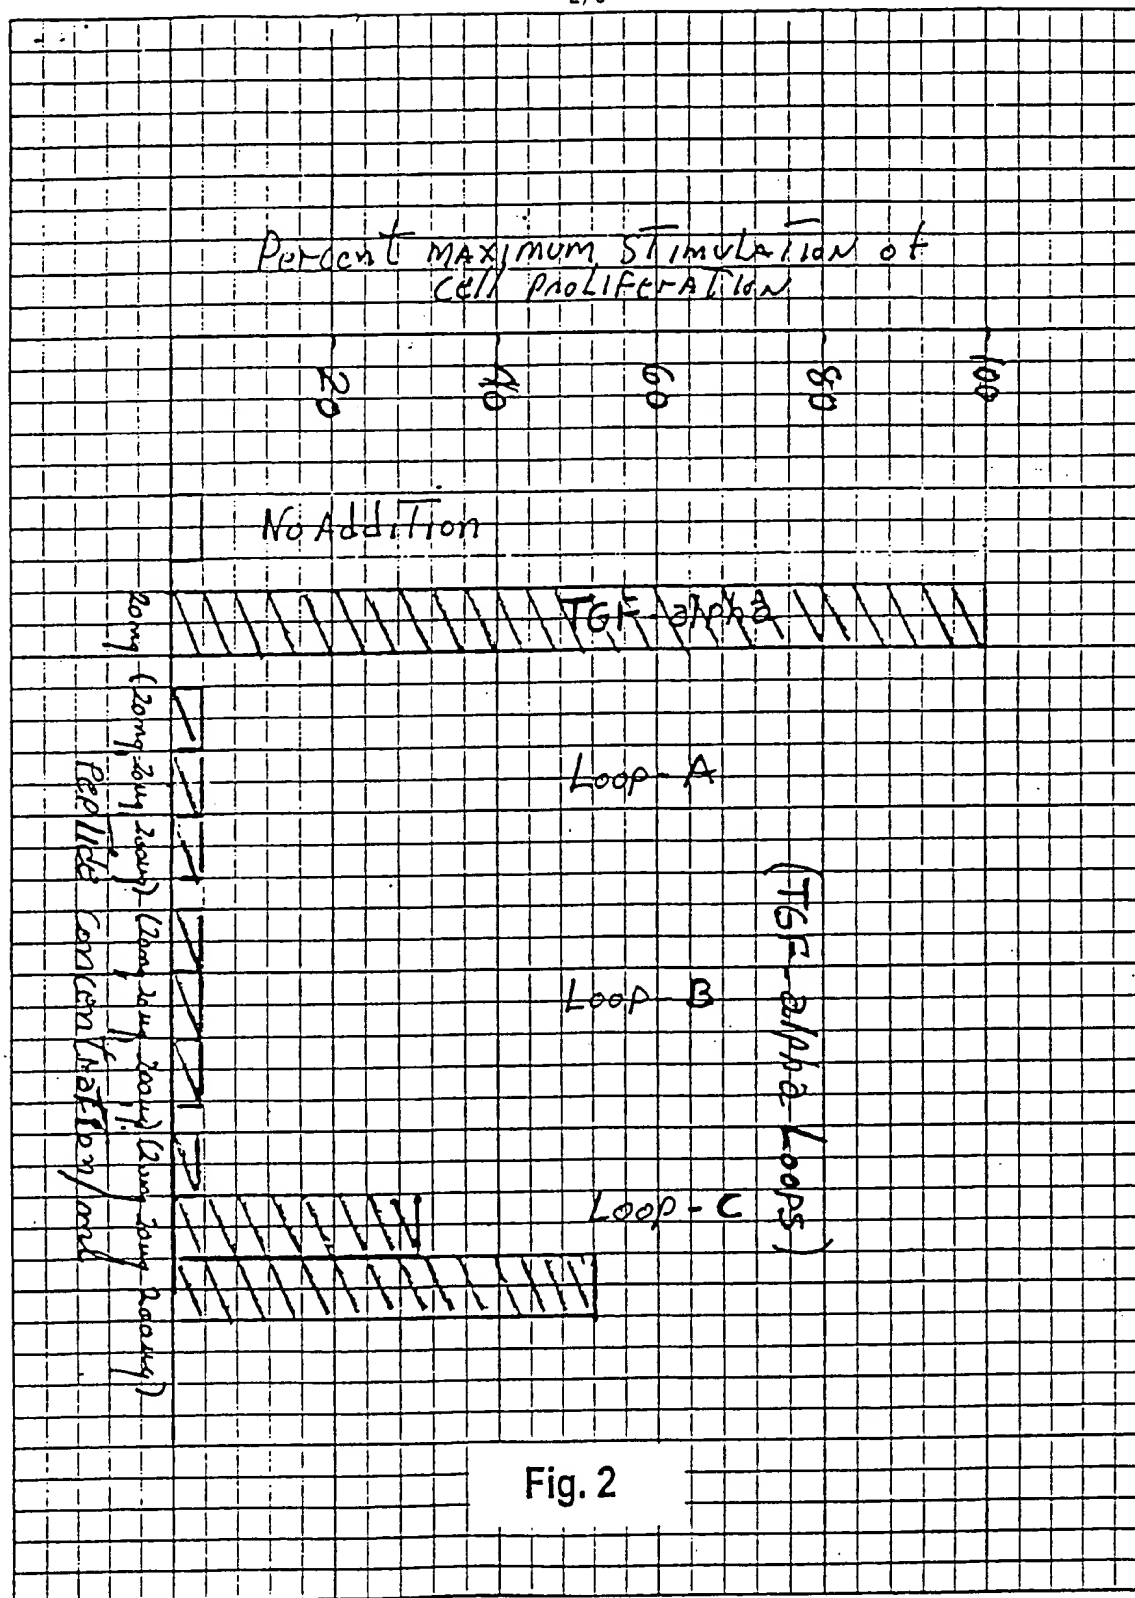 Percent MAXIMUM STIMULATION of
Cell PROLIFERATION
20
40
60
80
100
No Addition
TGF-alpha
Loop-A
Loop-B
Loop-C
(TGF-alpha-Loops)
Peptide Concentration/ml
Fig. 2